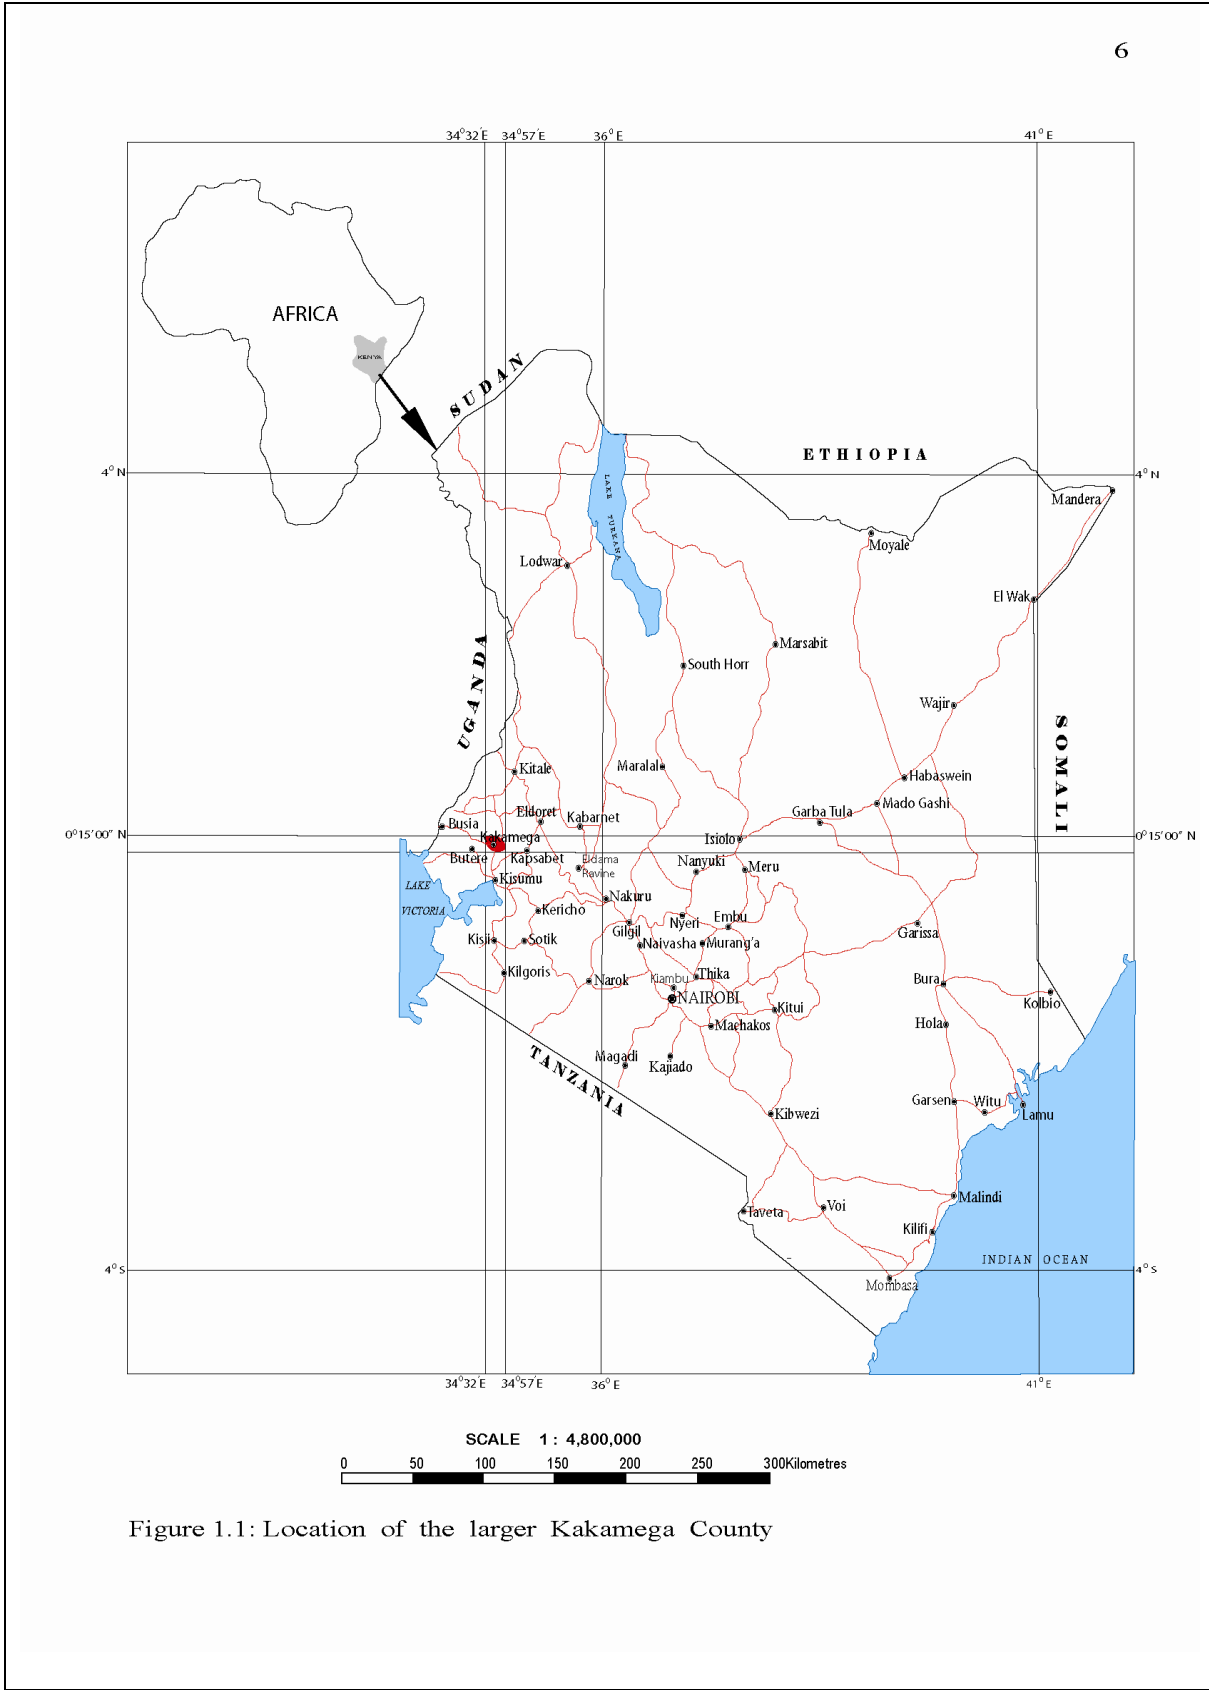 6
34°32'E 34°57'E 36°E 41°E
AFRICA
KENYA
SUDAN
ETHIOPIA
4°N 4°N
Mandera
LAKE TURKANA
Moyale
Lodwar
El Wak
Marsabit
South Horr
UGANDA
Wajir
SOMALI
Kitale
Maralal
Habaswein
Mado Gashi
Garba Tula
Eldoret
Kabarnet
Busia
0°15'00" N 0°15'00" N
Kakamega
Isiolo
Butere
Kapsabet
Eldama
Ravine
Nanyuki
Meru
Kisumu
LAKE
VICTORIA
Nakuru
Kericho
Nyeri
Embu
Gilgil
Garissa
Kisii
Sotik
Naivasha
Murang'a
Kilgoris
Narok
Kiambu
Thika
Bura
Kolbio
NAIROBI
Kitui
Machakos
Hola
Magadi
Kajiado
TANZANIA
Garsen
Witu
Lamu
Kibwezi
Malindi
Taveta
Voi
Kilifi
INDIAN OCEAN
4°S 4°S
Mombasa
34°32'E 34°57'E 36°E 41°E
SCALE 1 : 4,800,000
0 50 100 150 200 250 300Kilometres
Figure 1.1: Location of the larger Kakamega County